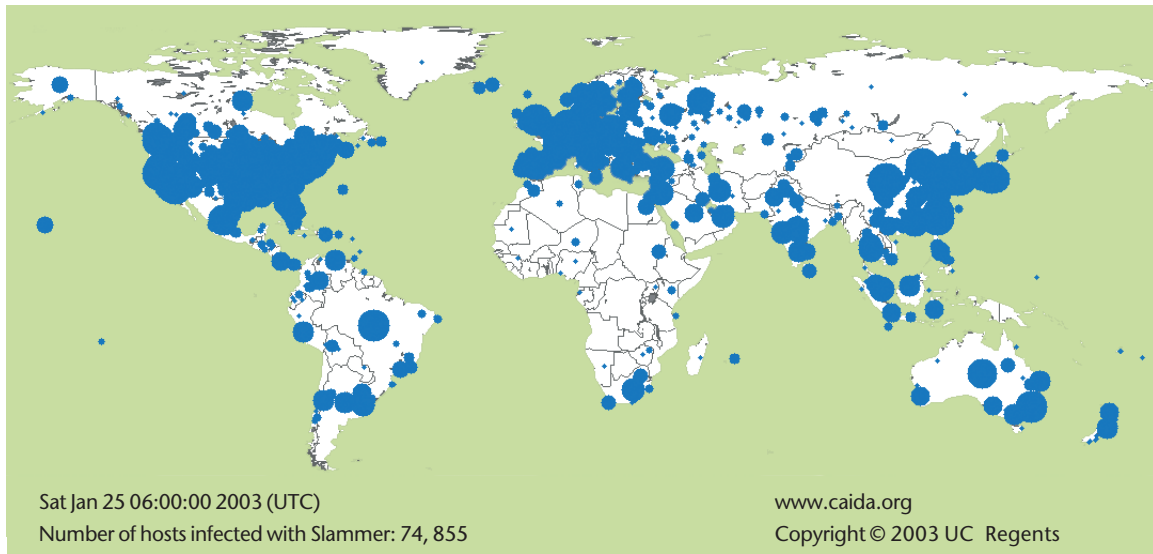 Sat Jan 25 06:00:00 2003 (UTC)
Number of hosts infected with Slammer: 74, 855
www.caida.org
Copyright © 2003 UC Regents